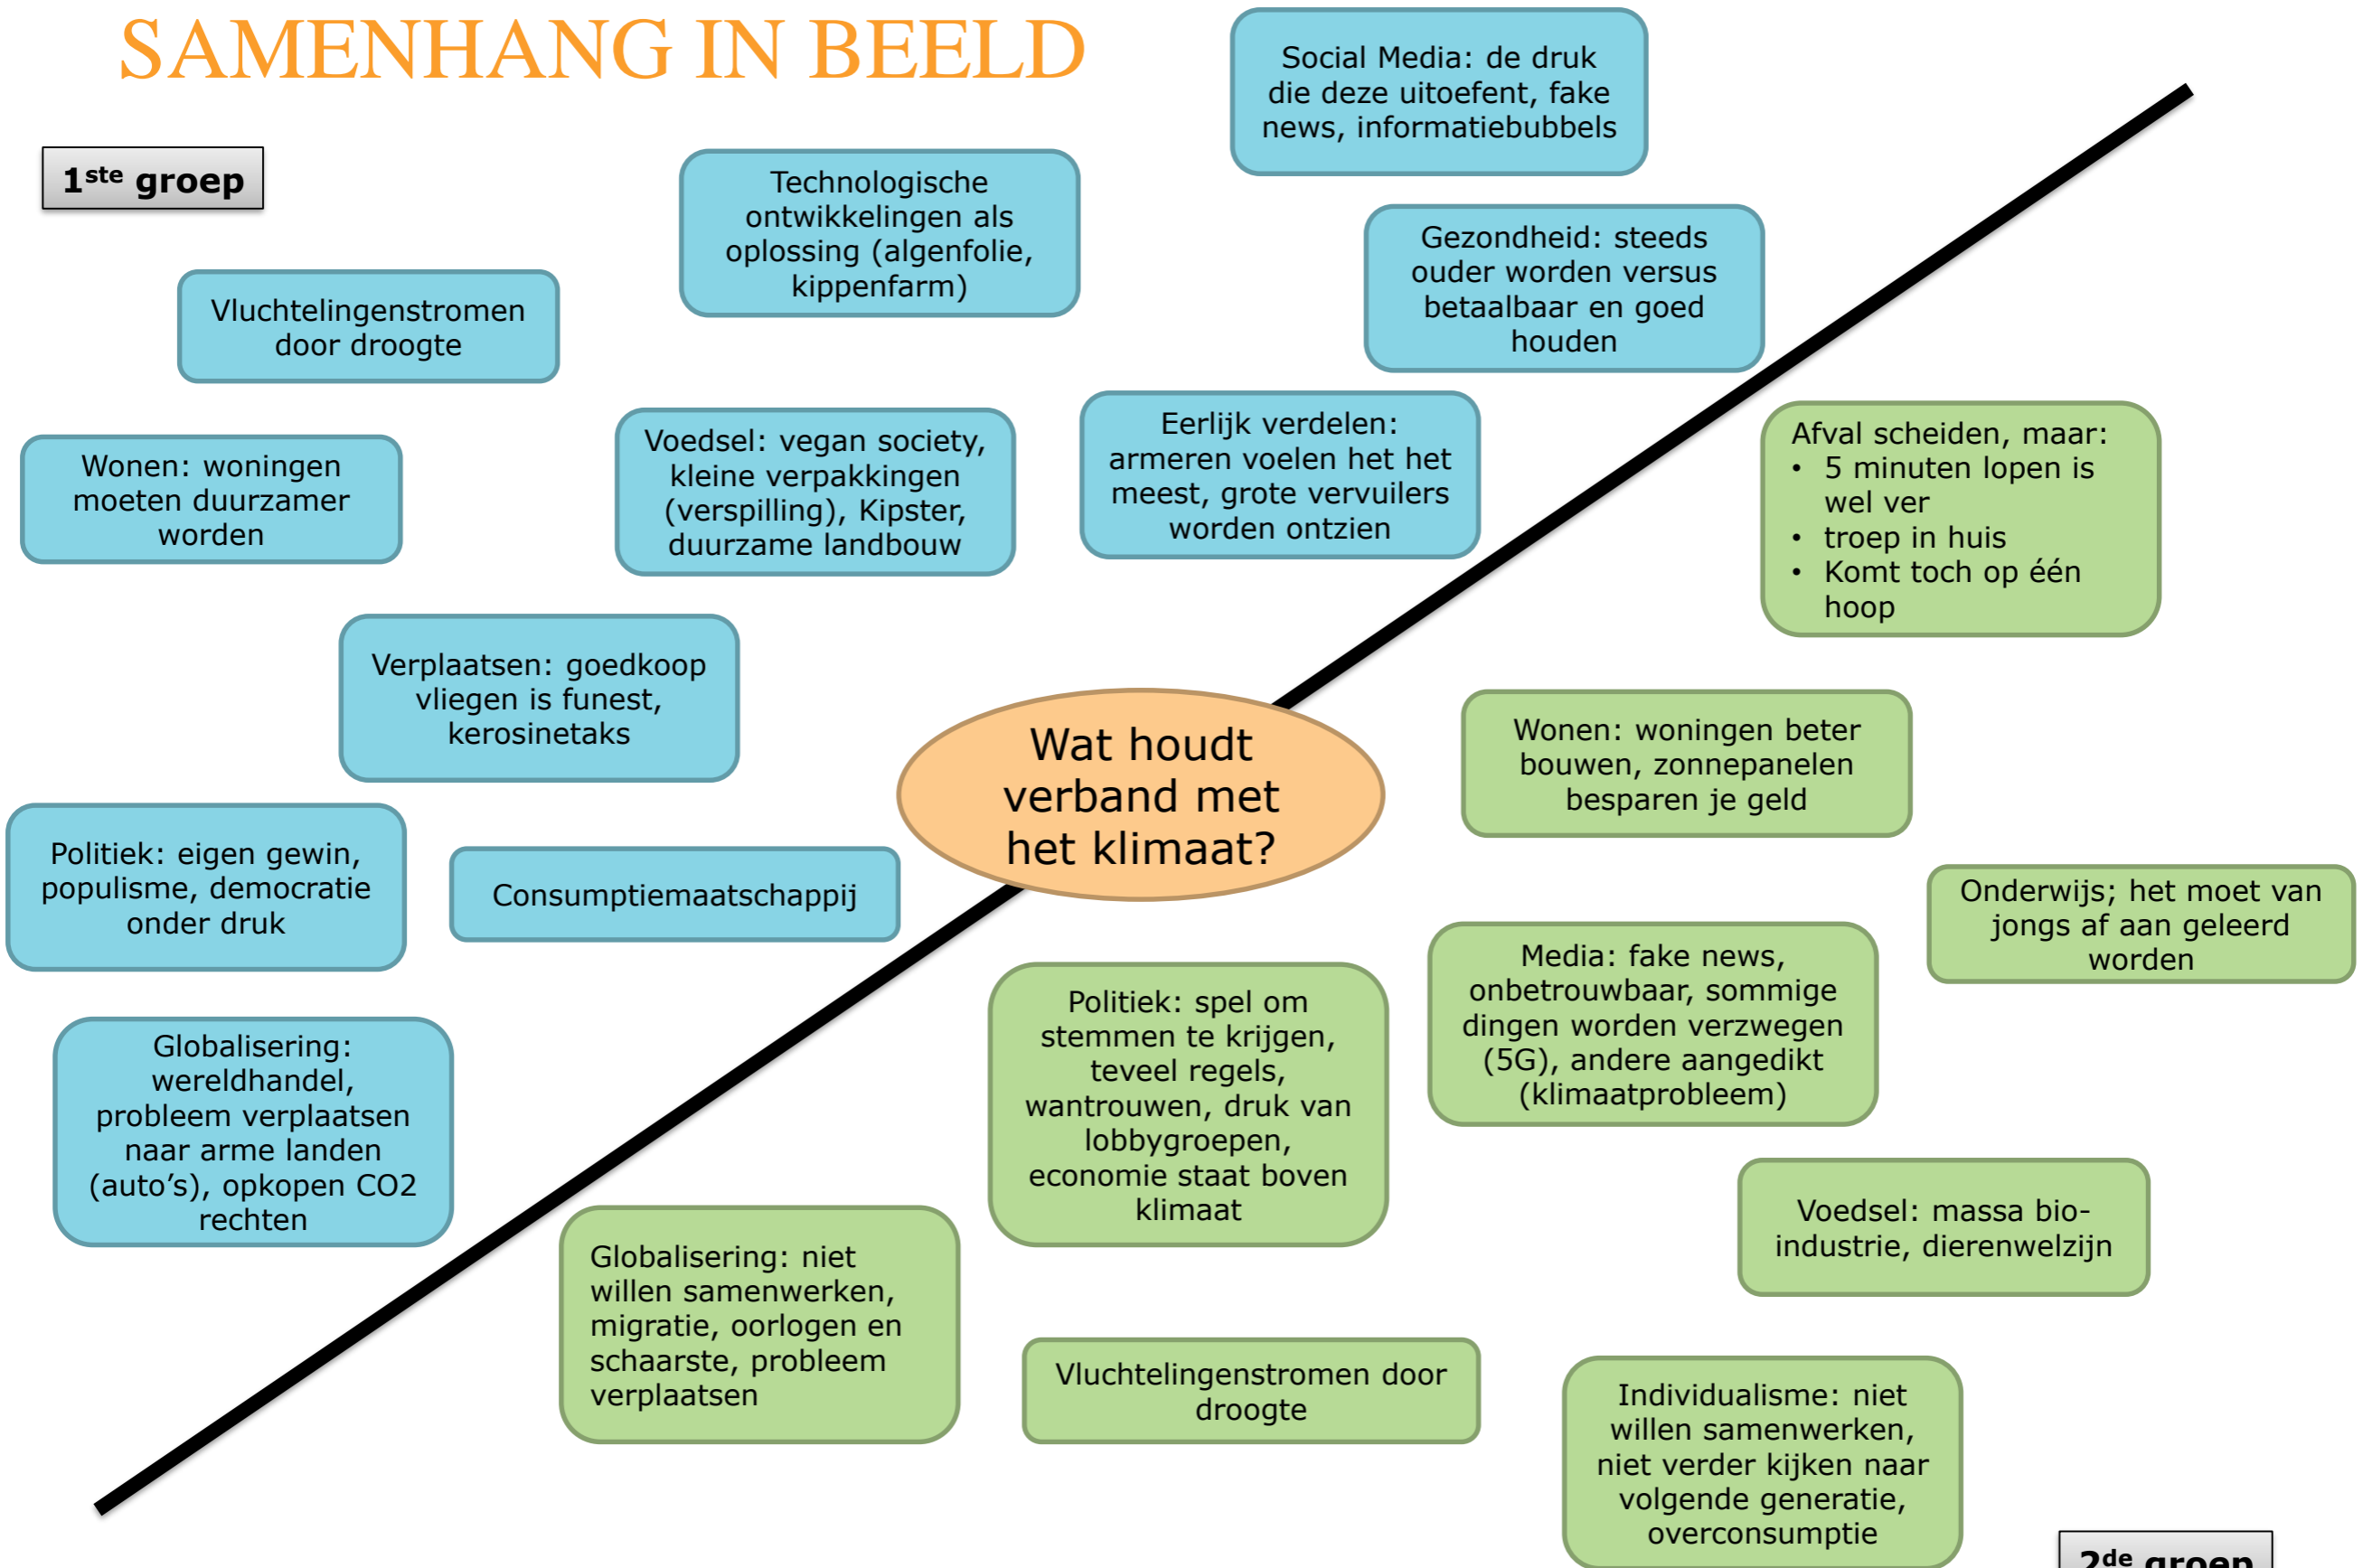 SAMENHANG IN BEELD
1ste groep
Social Media: de druk
die deze uitoefent, fake
news, informatiebubbels
Technologische
ontwikkelingen als
oplossing (algenfolie,
kippenfarm)
Gezondheid: steeds
ouder worden versus
betaalbaar en goed
houden
Vluchtelingenstromen
door droogte
Wonen: woningen
moeten duurzamer
worden
Voedsel: vegan society,
kleine verpakkingen
(verspilling), Kipster,
duurzame landbouw
Eerlijk verdelen:
armeren voelen het het
meest, grote vervuilers
worden ontzien
Afval scheiden, maar:
• 5 minuten lopen is
wel ver
• troep in huis
• Komt toch op één
hoop
Verplaatsen: goedkoop
vliegen is funest,
kerosinetaks
Wat houdt
verband met
het klimaat?
Wonen: woningen beter
bouwen, zonnepanelen
besparen je geld
Politiek: eigen gewin,
populisme, democratie
onder druk
Consumptiemaatschappij
Onderwijs; het moet van
jongs af aan geleerd
worden
Media: fake news,
onbetrouwbaar, sommige
dingen worden verzwegen
(5G), andere aangedikt
(klimaatprobleem)
Politiek: spel om
stemmen te krijgen,
teveel regels,
wantrouwen, druk van
lobbygroepen,
economie staat boven
klimaat
Globalisering:
wereldhandel,
probleem verplaatsen
naar arme landen
(auto’s), opkopen CO2
rechten
Voedsel: massa bio-
industrie, dierenwelzijn
Globalisering: niet
willen samenwerken,
migratie, oorlogen en
schaarste, probleem
verplaatsen
Vluchtelingenstromen door
droogte
Individualisme: niet
willen samenwerken,
niet verder kijken naar
volgende generatie,
overconsumptie
2de groep